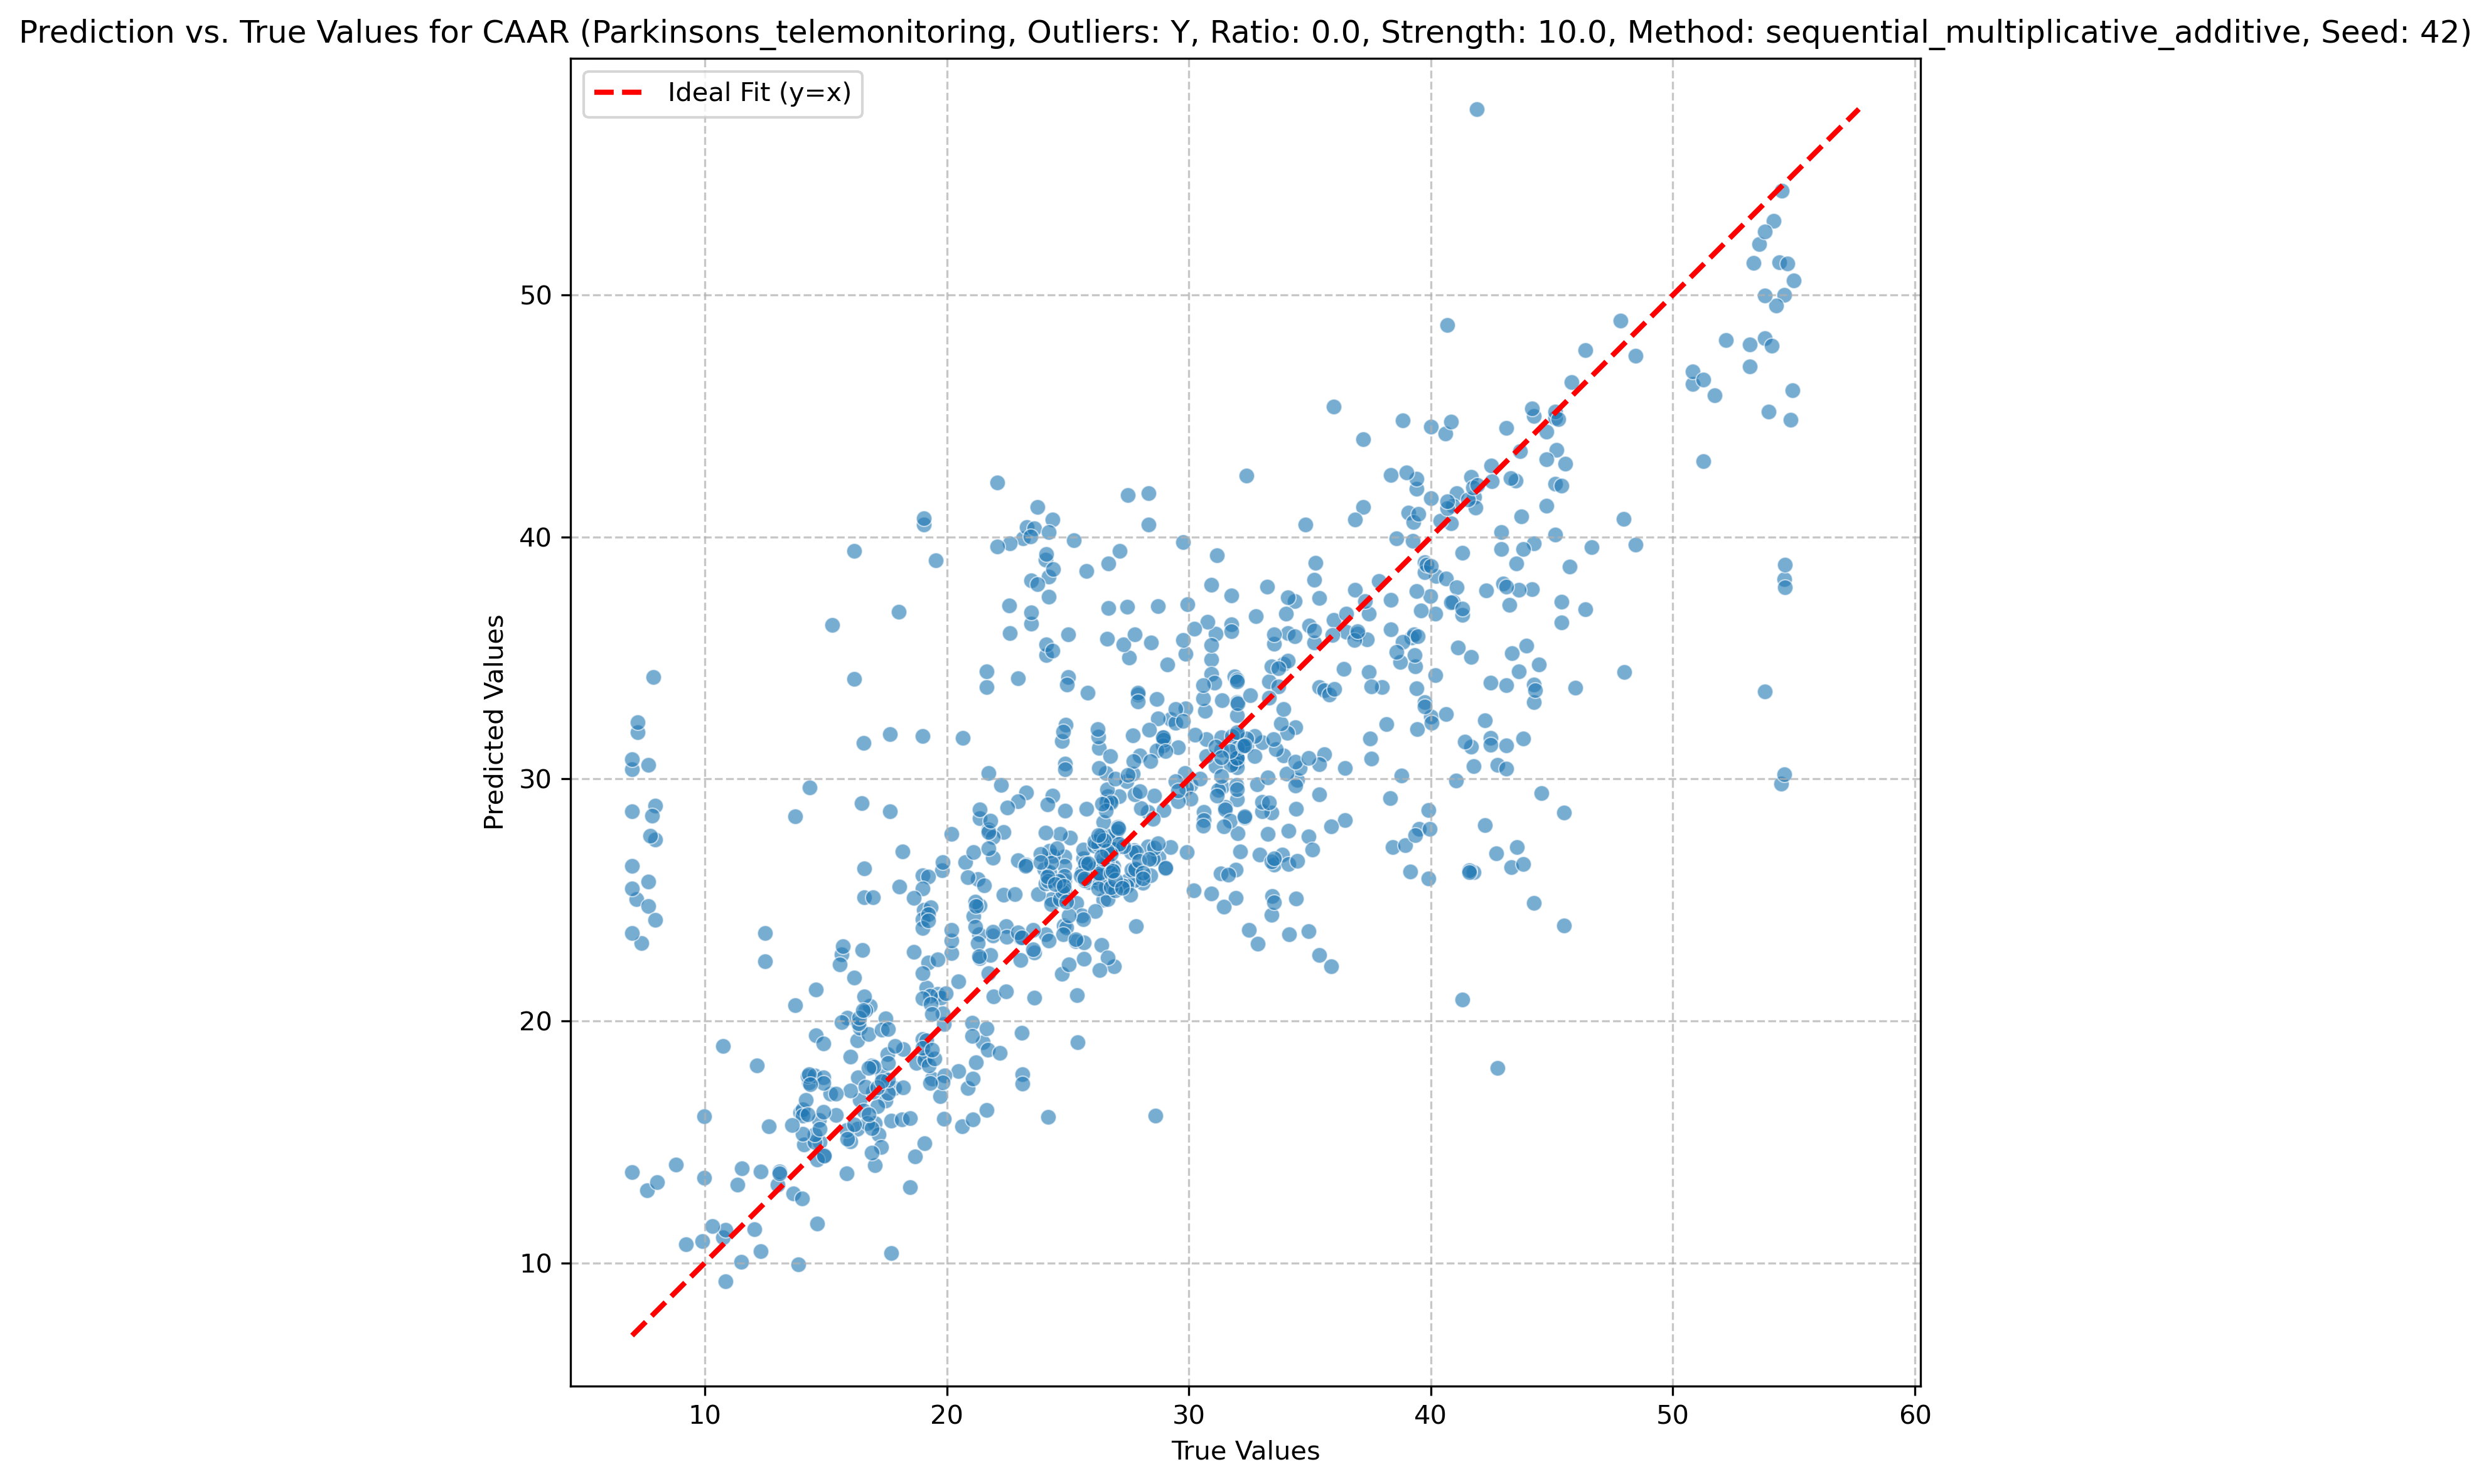 Prediction vs. True Values for CAAR (Parkinsons_telemonitoring, Outliers: Y, Ratio: 0.0, Strength: 10.0, Method: sequential_multiplicative_additive, Seed: 42)
Ideal Fit (y=x)
Predicted Values
50
40
30
20
10
10 20 30 40 50 60
True Values